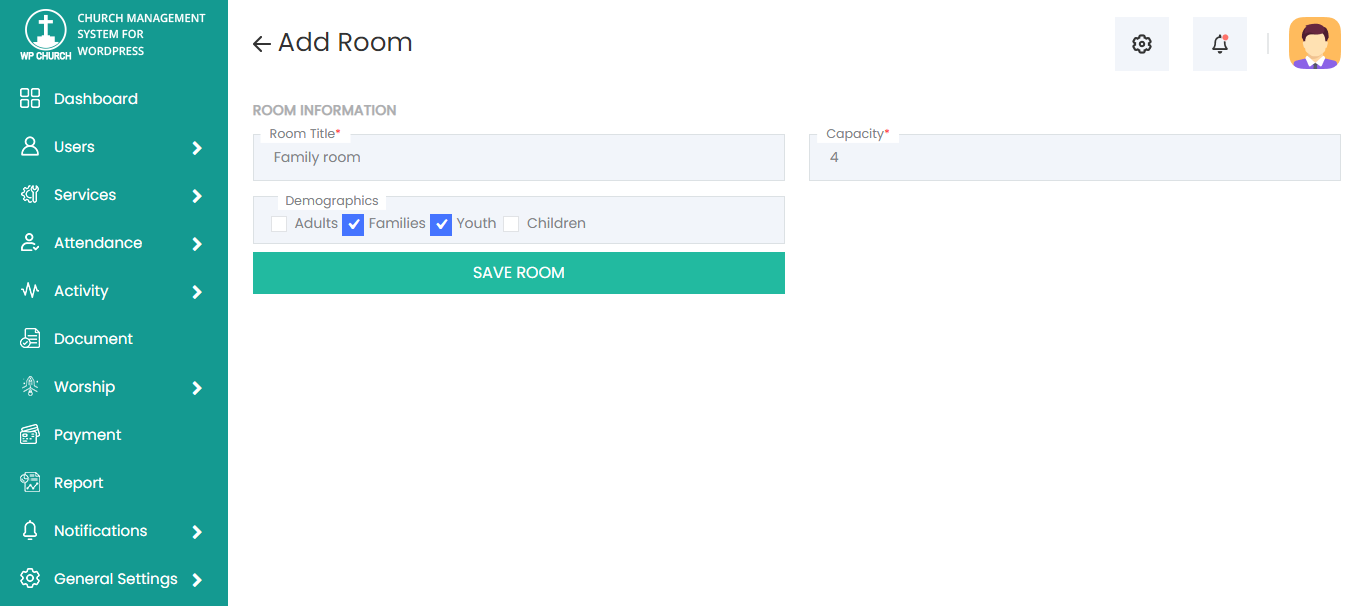 CHURCH MANAGEMENT
SYSTEM FOR
WORDPRESS
WP CHURCH
Dashboard
Users
Services
Attendance
Activity
Document
Worship
Payment
Report
Notifications
General Settings
Add Room
ROOM INFORMATION
Room Title*
Family room
Capacity*
4
Demographics
Adults Families Youth Children
SAVE ROOM